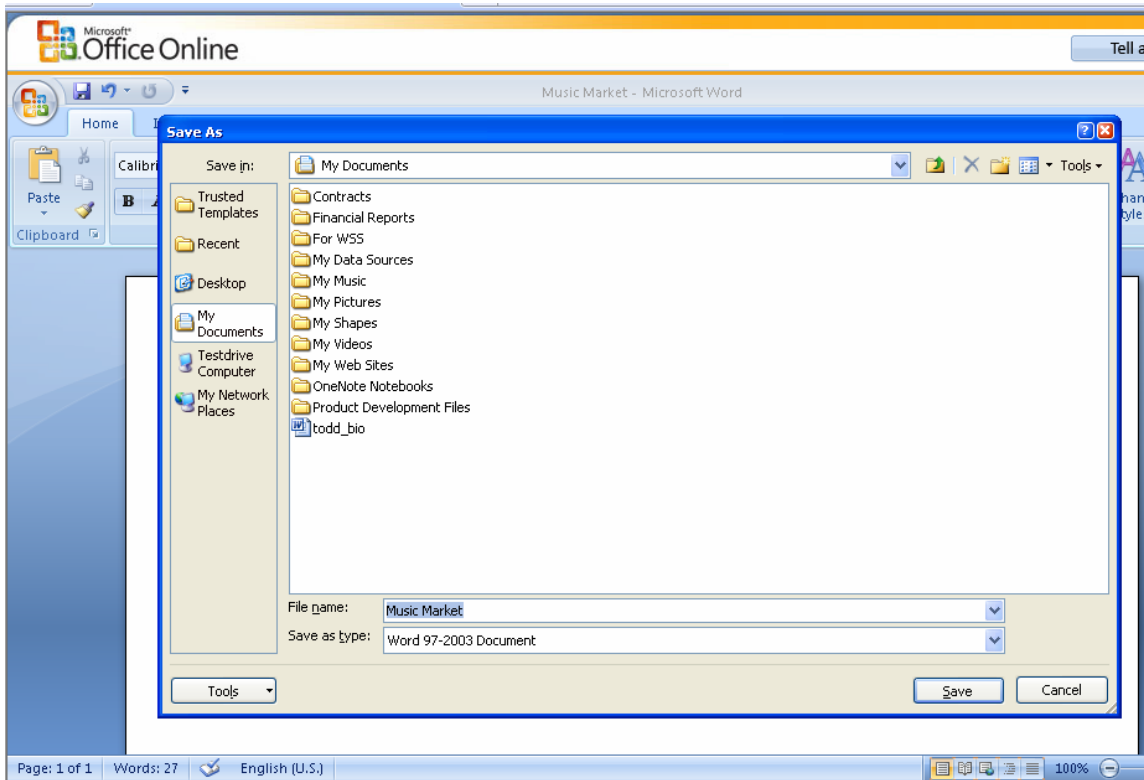 Microsoft®
Office Online
Tell a
Music Market - Microsoft Word
Home
Save As
Save in:
My Documents
Tools
Calibri
Paste
B
Clipboard
Trusted
Templates
Recent
Desktop
My
Documents
Testdrive
Computer
My Network
Places
Contracts
Financial Reports
For WSS
My Data Sources
My Music
My Pictures
My Shapes
My Videos
My Web Sites
OneNote Notebooks
Product Development Files
todd_bio
File name:
Music Market
Save as type:
Word 97-2003 Document
Tools
Save
Cancel
Page: 1 of 1
Words: 27
English (U.S.)
100%